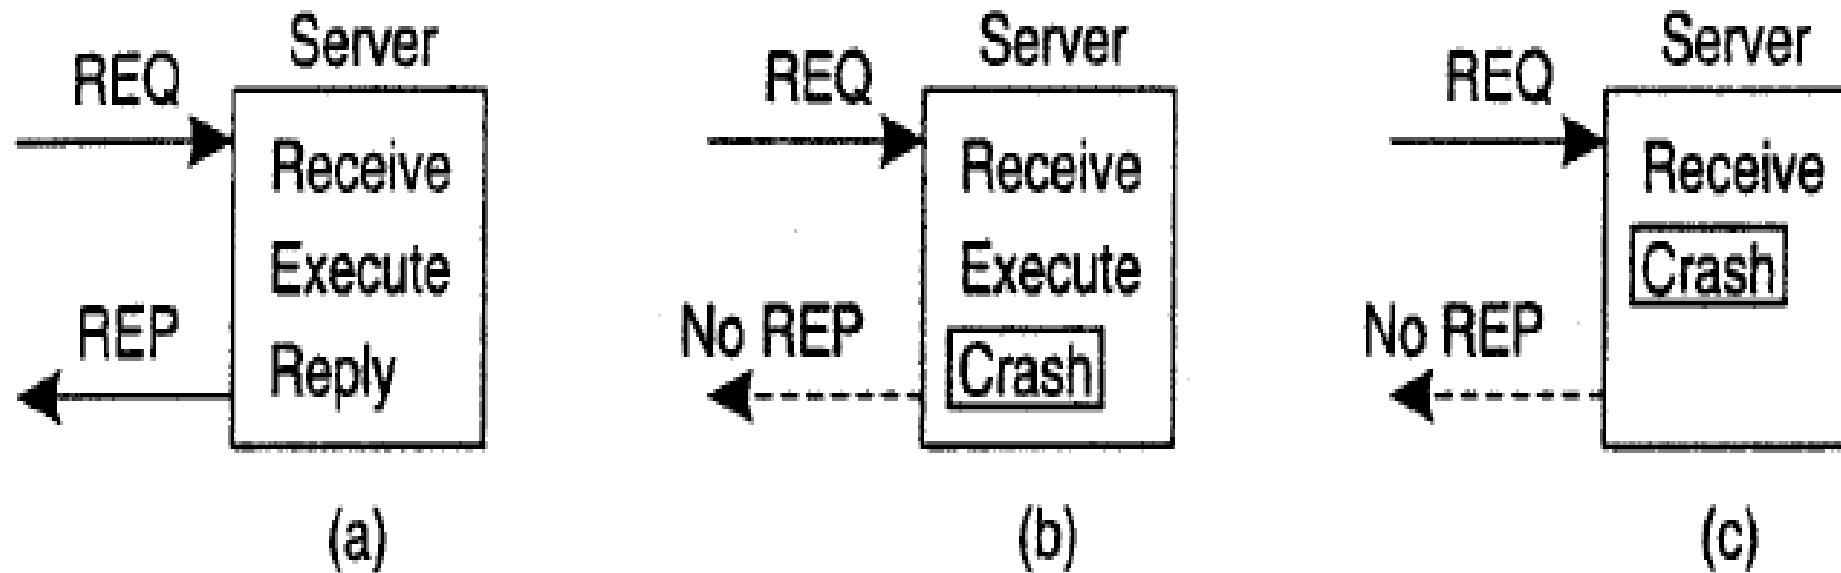 Server
REQ
Receive
Execute
REP
Reply
(a)
Server
REQ
Receive
Execute
No REP
Crash
(b)
Server
REQ
Receive
Crash
No REP
(c)